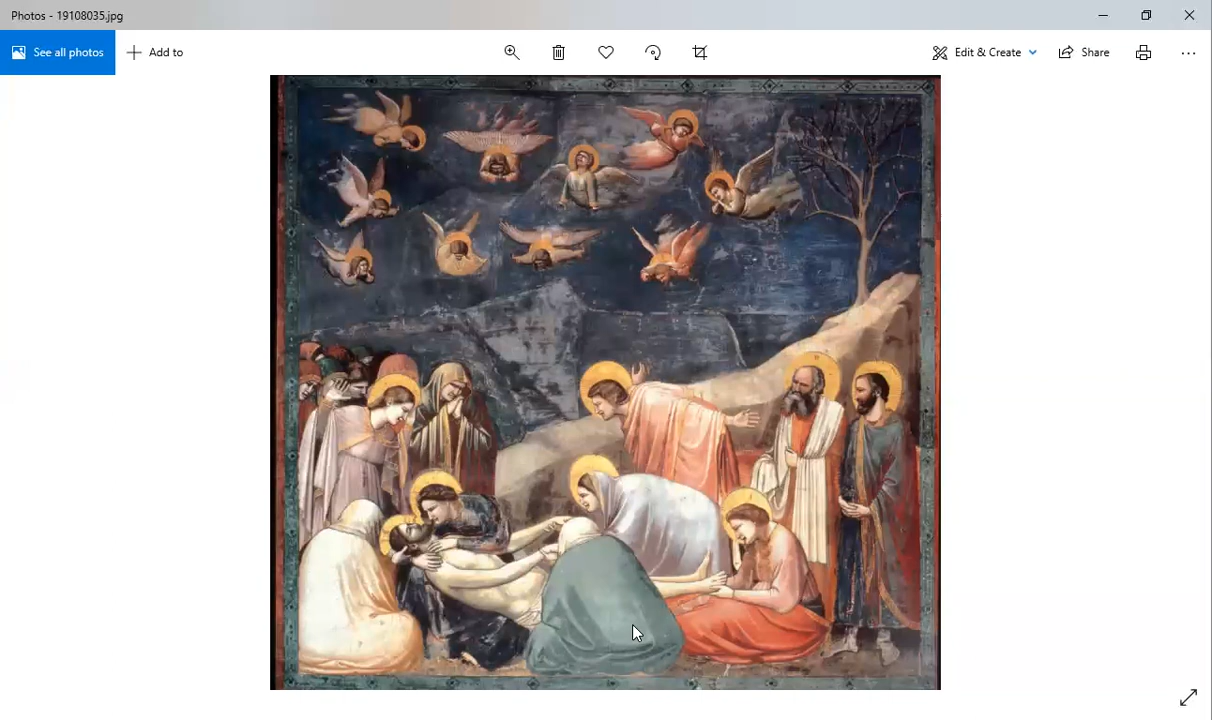 Photos - 19108035.jpg
See all photos
Add to
Edit & Create
Share